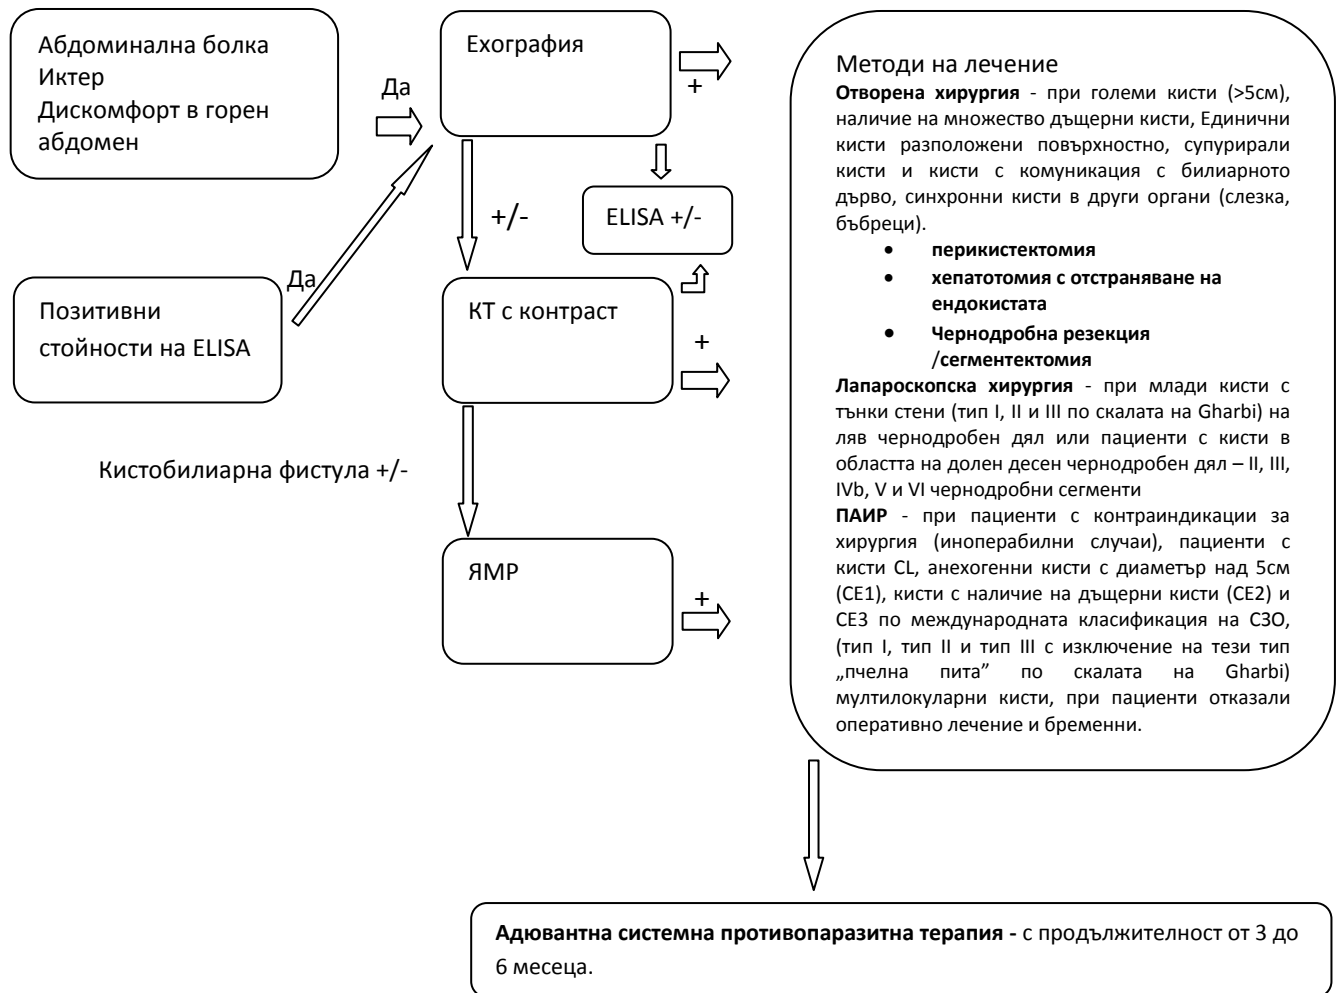 Абдоминална болка
Иктер
Дискомфорт в горен
абдомен
Да
Ехография
+
+/-
ELISA +/-
Позитивни
стойности на ELISA
Да
КТ с контраст
+
Кистобилиарна фистула +/-
ЯМР
+
Методи на лечение
Отворена хирургия - при големи кисти (>5см),
наличие на множество дъщерни кисти, Единични
кисти разположени повърхностно, супурирали
кисти и кисти с комуникация с билиарното
дърво, синхронни кисти в други органи (слезка,
бъбреци).
• перикистектомия
• хепатотомия с отстраняване на
ендокистата
• Чернодробна резекция
/сегментектомия
Лапароскопска хирургия - при млади кисти с
тънки стени (тип I, II и III по скалата на Gharbi) на
ляв чернодробен дял или пациенти с кисти в
областта на долен десен чернодробен дял – II, III,
IVb, V и VI чернодробни сегменти
ПАИР - при пациенти с контраиндикации за
хирургия (иноперабилни случаи), пациенти с
кисти CL, анехогенни кисти с диаметър над 5см
(CE1), кисти с наличие на дъщерни кисти (CE2) и
CE3 по международната класификация на СЗО,
(тип I, тип II и тип III с изключение на тези тип
„пчелна пита” по скалата на Gharbi)
мултилокуларни кисти, при пациенти отказали
оперативно лечение и бременни.
Адювантна системна противопаразитна терапия - с продължителност от 3 до
6 месеца.